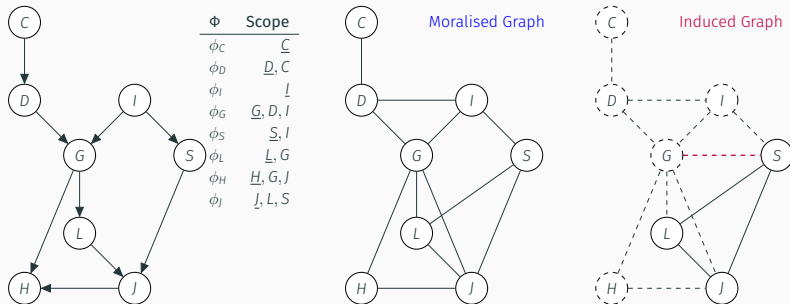 C
D
I
G
S
L
H
J
Φ Scope
ϕC C
ϕD D, C
ϕI I
ϕG G, D, I
ϕS S, I
ϕL L, G
ϕH H, G, J
ϕJ J, L, S
Moralised Graph
C
D
I
G
S
L
H
J
Induced Graph
C
D
I
G
S
L
H
J